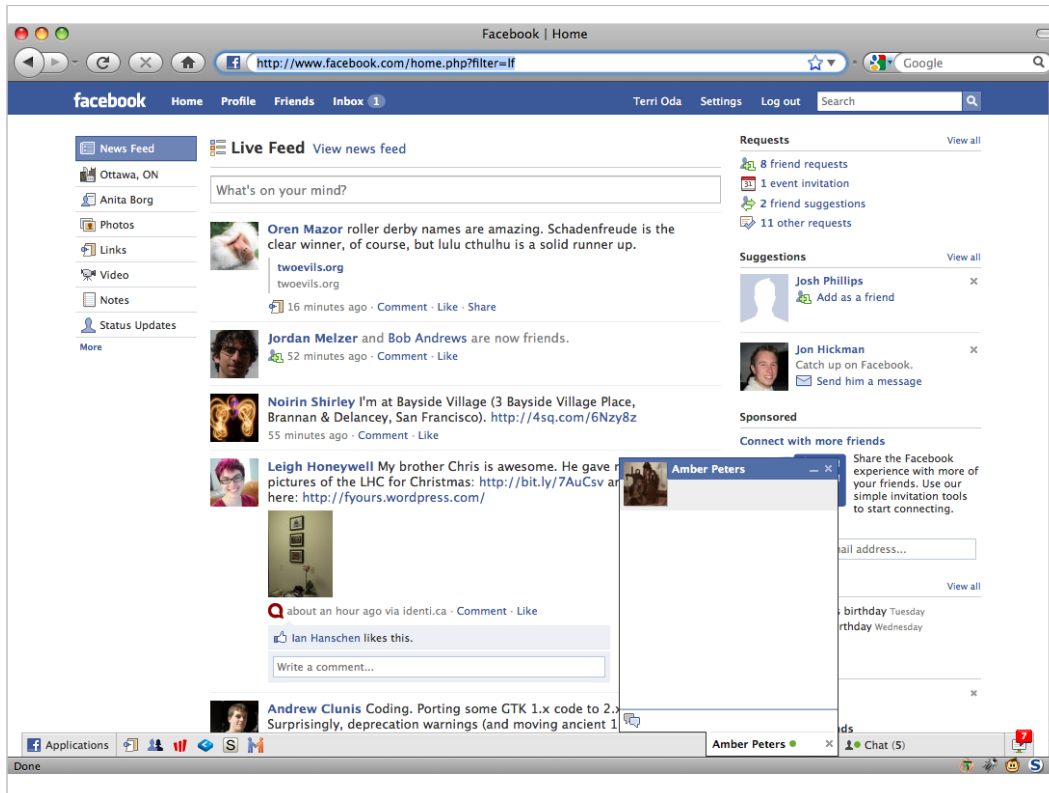 Facebook | Home
http://www.facebook.com/home.php?filter=lf
Google
facebook Home Profile Friends Inbox 1
Terri Oda Settings Log out Search
News Feed
Ottawa, ON
Anita Borg
Photos
Links
Video
Notes
Status Updates
More
Live Feed View news feed
What's on your mind?
Oren Mazor roller derby names are amazing. Schadenfreude is the
clear winner, of course, but lulu cthulhu is a solid runner up.
twoevils.org
twoevils.org
16 minutes ago · Comment · Like · Share
Jordan Melzer and Bob Andrews are now friends.
52 minutes ago · Comment · Like
Noirin Shirley I'm at Bayside Village (3 Bayside Village Place,
Brannan & Delancey, San Francisco). http://4sq.com/6Nzy8z
55 minutes ago · Comment · Like
Leigh Honeywell My brother Chris is awesome. He gave
pictures of the LHC for Christmas: http://bit.ly/7AuCsv
here: http://fyours.wordpress.com/
about an hour ago via identi.ca · Comment · Like
Ian Hanschen likes this.
Write a comment...
Andrew Clunis Coding. Porting some GTK 1.x code to 2.
Surprisingly, deprecation warnings (and moving ancient 1
Requests View all
31
8 friend requests
1 event invitation
2 friend suggestions
11 other requests
Suggestions View all
Josh Phillips ×
Add as a friend
Jon Hickman ×
Catch up on Facebook.
Send him a message
Sponsored
Connect with more friends
Share the Facebook
experience with more of
your friends. Use our
simple invitation tools
to start connecting.
ail address...
View all
birthday Tuesday
rthday Wednesday
×
ds
Amber Peters
Applications
S
Amber Peters ×
Chat (5)
7
Done
S